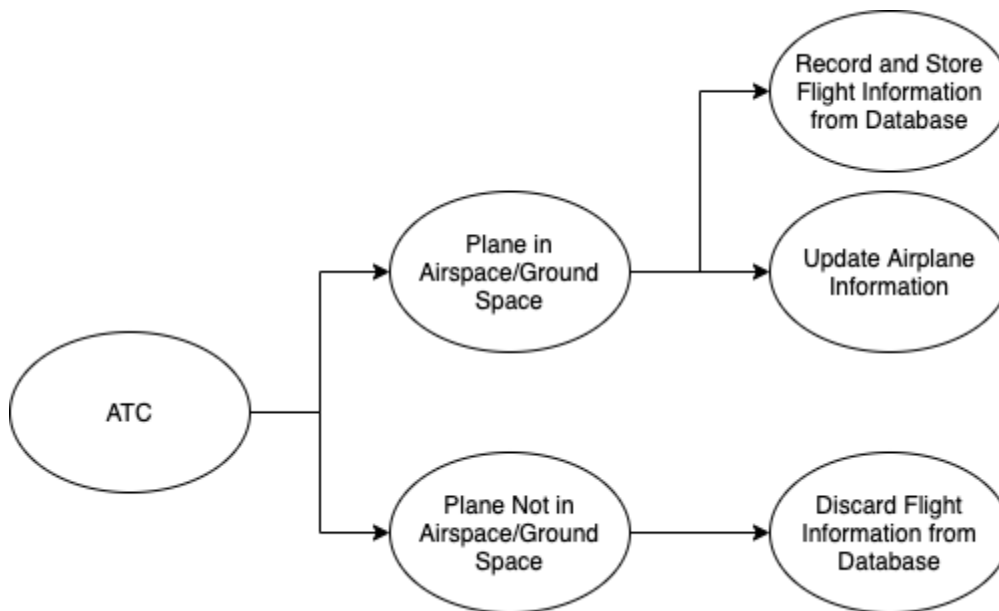 Record and Store
Flight Information
from Database
Plane in
Airspace/Ground
Space
Update Airplane
Information
ATC
Plane Not in
Airspace/Ground
Space
Discard Flight
Information from
Database